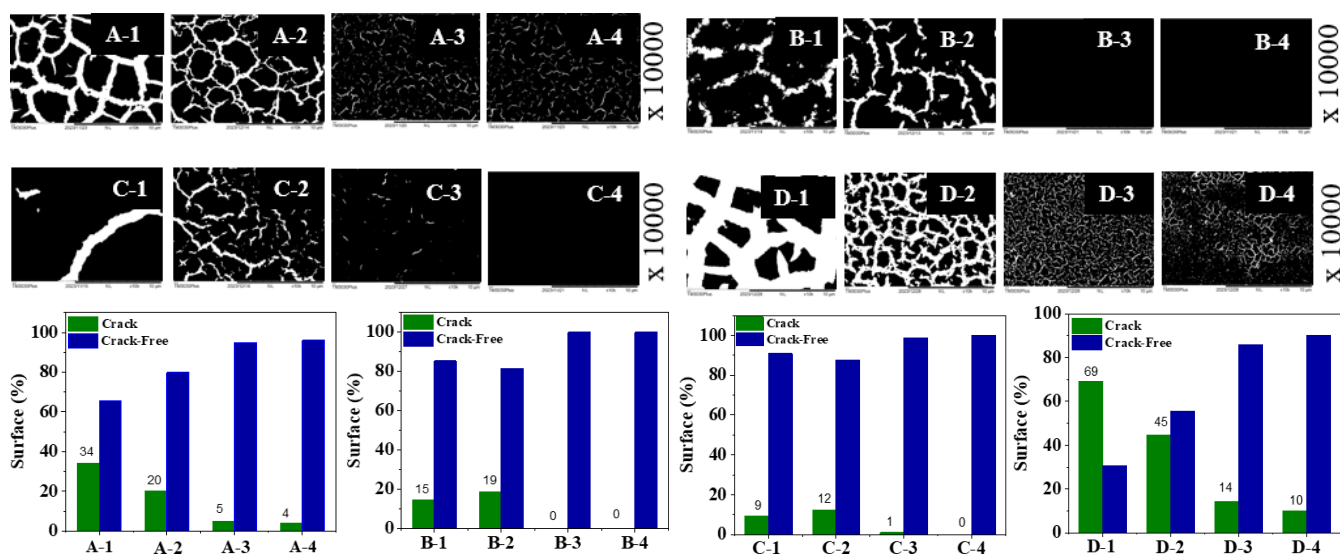 A-1 A-2 A-3 A-4 x 10000
B-1 B-2 B-3 B-4 x 10000
C-1 C-2 C-3 C-4 x 10000
D-1 D-2 D-3 D-4 x 10000
Surface (%)
100
80
60
40
20
0
Crack
Crack-Free
34 20 5 4
A-1 A-2 A-3 A-4
Surface (%)
100
80
60
40
20
0
Crack
Crack-Free
15 19 0 0
B-1 B-2 B-3 B-4
Surface (%)
100
80
60
40
20
0
Crack
Crack-Free
9 12 1 0
C-1 C-2 C-3 C-4
Surface (%)
100
80
60
40
20
0
Crack
Crack-Free
69 45 14 10
D-1 D-2 D-3 D-4